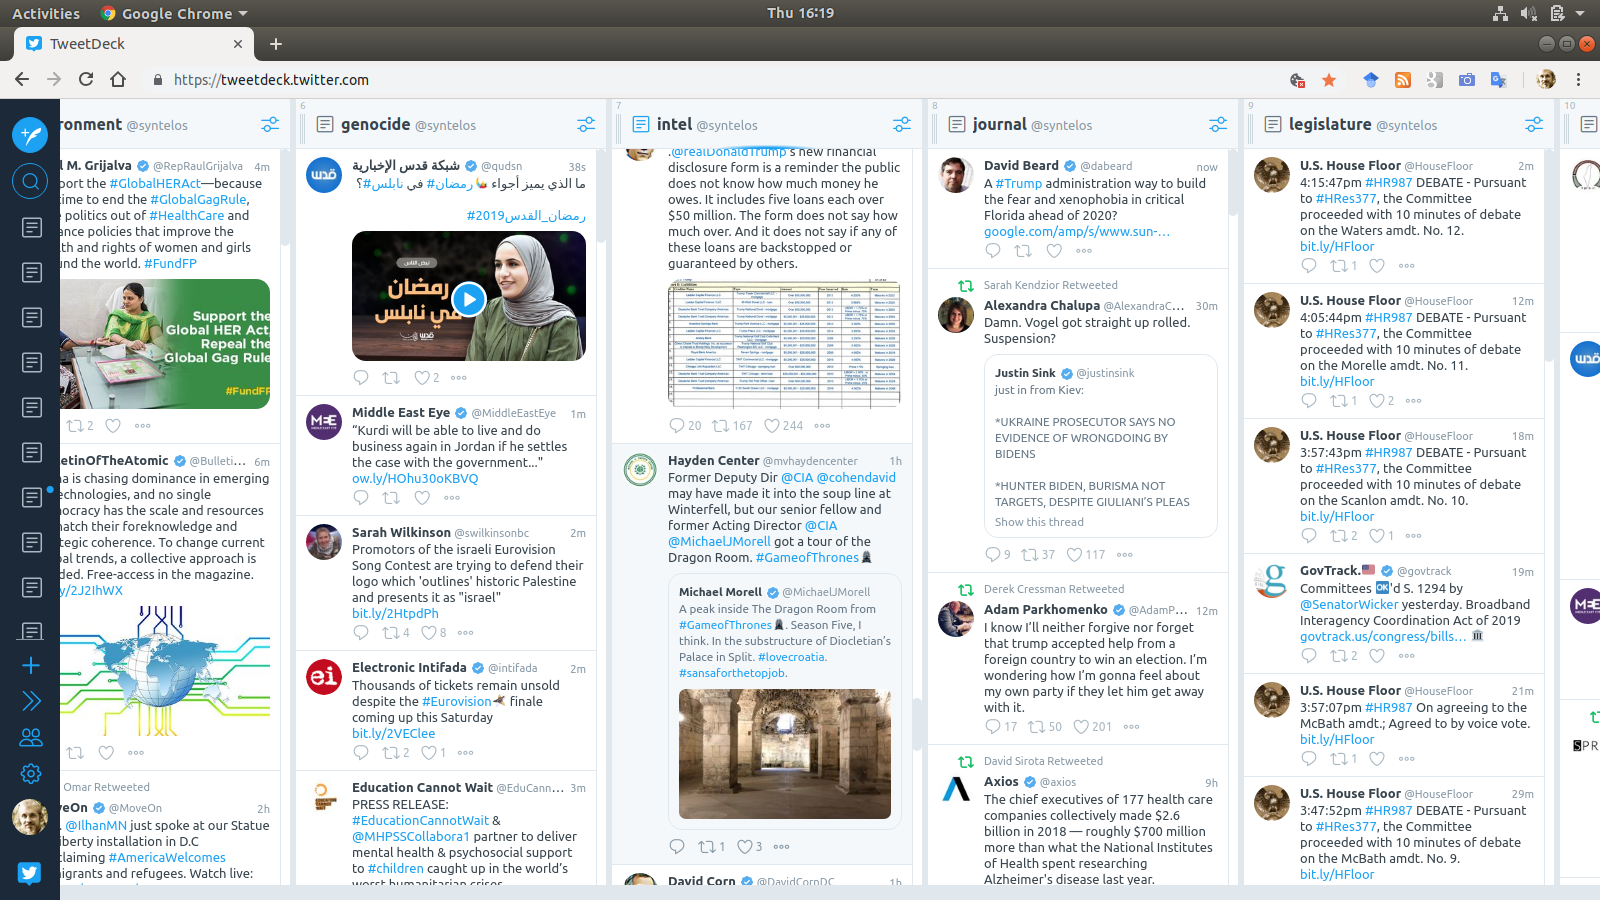 Activities
Google Chrome
Thu 16:19
TweetDeck
https://tweetdeck.twitter.com
ronment @syntelos
l M. Grijalva @RepRaulGrijalva 4m
port the #GlobalHERAct—because
time to end the #GlobalGagRule,
politics out of #HealthCare and
ance policies that improve the
lth and rights of women and girls
und the world. #FundFP
Support the
Global HER Act.
Repeal the
Global Gag Rule
#FundFP
2
etinOfTheAtomic @Bulleti... 6m
na is chasing dominance in emerging
echnologies, and no single
ocracy has the scale and resources
natch their foreknowledge and
tegic coherence. To change current
bal trends, a collective approach is
ded. Free-access in the magazine.
y/2J2IhWX
Omar Retweeted
veOn @MoveOn 2h
. @IlhanMN just spoke at our Statue
iberty installation in D.C
claiming #AmericaWelcomes
nigrants and refugees. Watch live:
6
genocide @syntelos
شبكة قدس الإخبارية @qudsn 38s
ما الذي يميز أجواء #رمضان في #نابلس؟
#رمضان_القدس2019
نبض الناس
رمضان
في نابلس
قدس
2
Middle East Eye @MiddleEastEye 1m
“Kurdi will be able to live and do
business again in Jordan if he settles
the case with the government..."
ow.ly/HOhu30oKBVQ
Sarah Wilkinson @swilkinsonbc 2m
Promotors of the israeli Eurovision
Song Contest are trying to defend their
logo which 'outlines' historic Palestine
and presents it as "israel"
bit.ly/2HtpdPh
4 8
Electronic Intifada @intifada 2m
Thousands of tickets remain unsold
despite the #Eurovision finale
coming up this Saturday
bit.ly/2VEClee
2 1
Education Cannot Wait @EduCann... 3m
PRESS RELEASE:
#EducationCannotWait &
@MHPSSCollabora1 partner to deliver
mental health & psychosocial support
to #children caught up in the world’s
worst humanitarian crises
7
intel @syntelos
.@realDonaldTrump's new financial
disclosure form is a reminder the public
does not know how much money he
owes. It includes five loans each over
$50 million. The form does not say how
much over. And it does not say if any of
these loans are backstopped or
guaranteed by others.
20 167 244
Hayden Center @mvhaydencenter 1h
Former Deputy Dir @CIA @cohendavid
may have made it into the soup line at
Winterfell, but our senior fellow and
former Acting Director @CIA
@MichaelJMorell got a tour of the
Dragon Room. #GameofThrones
Michael Morell @MichaelJMorell
A peak inside The Dragon Room from
#GameofThrones. Season Five, I
think. In the substructure of Diocletian’s
Palace in Split. #lovecroatia.
#sansaforthetopjob.
1 3
David Corn @DavidCornDC 1h
8
journal @syntelos
David Beard @dabeard now
A #Trump administration way to build
the fear and xenophobia in critical
Florida ahead of 2020?
google.com/amp/s/www.sun-…
Sarah Kendzior Retweeted
Alexandra Chalupa @AlexandraC... 30m
Damn. Vogel got straight up rolled.
Suspension?
Justin Sink @justinsink
just in from Kiev:
*UKRAINE PROSECUTOR SAYS NO
EVIDENCE OF WRONGDOING BY
BIDENS
*HUNTER BIDEN, BURISMA NOT
TARGETS, DESPITE GIULIANI’S PLEAS
Show this thread
9 37 117
Derek Cressman Retweeted
Adam Parkhomenko @AdamP... 12m
I know I’ll neither forgive nor forget
that trump accepted help from a
foreign country to win an election. I’m
wondering how I’m gonna feel about
my own party if they let him get away
with it.
17 50 201
David Sirota Retweeted
Axios @axios 9h
The chief executives of 177 health care
companies collectively made $2.6
billion in 2018 — roughly $700 million
more than what the National Institutes
of Health spent researching
Alzheimer's disease last year.
9
legislature @syntelos
U.S. House Floor @HouseFloor 2m
4:15:47pm #HR987 DEBATE - Pursuant
to #HRes377, the Committee
proceeded with 10 minutes of debate
on the Waters amdt. No. 12.
bit.ly/HFloor
1
U.S. House Floor @HouseFloor 12m
4:05:44pm #HR987 DEBATE - Pursuant
to #HRes377, the Committee
proceeded with 10 minutes of debate
on the Morelle amdt. No. 11.
bit.ly/HFloor
1 2
U.S. House Floor @HouseFloor 18m
3:57:43pm #HR987 DEBATE - Pursuant
to #HRes377, the Committee
proceeded with 10 minutes of debate
on the Scanlon amdt. No. 10.
bit.ly/HFloor
2 1
GovTrack. @govtrack 19m
Committees OK'd S. 1294 by
@SenatorWicker yesterday. Broadband
Interagency Coordination Act of 2019
govtrack.us/congress/bills…
2
U.S. House Floor @HouseFloor 21m
3:57:07pm #HR987 On agreeing to the
McBath amdt.; Agreed to by voice vote.
bit.ly/HFloor
1
U.S. House Floor @HouseFloor 29m
3:47:52pm #HR987 DEBATE - Pursuant
to #HRes377, the Committee
proceeded with 10 minutes of debate
on the McBath amdt. No. 9.
bit.ly/HFloor
10
SPR